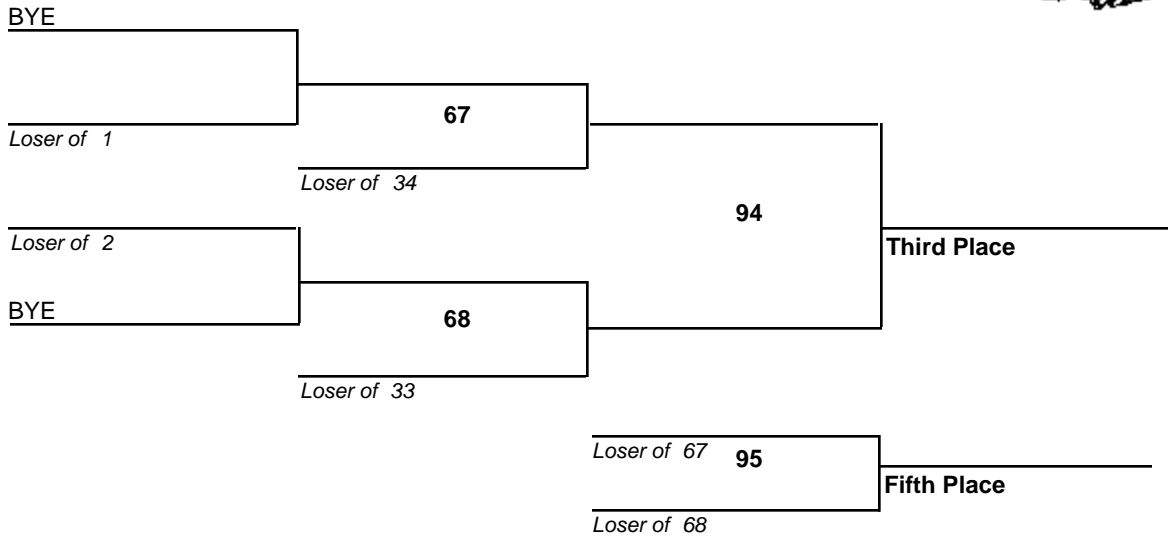 BYE
67
Loser of 1
Loser of 34
94
Loser of 2
Third Place
BYE
68
Loser of 33
Loser of 67
95
Fifth Place
Loser of 68